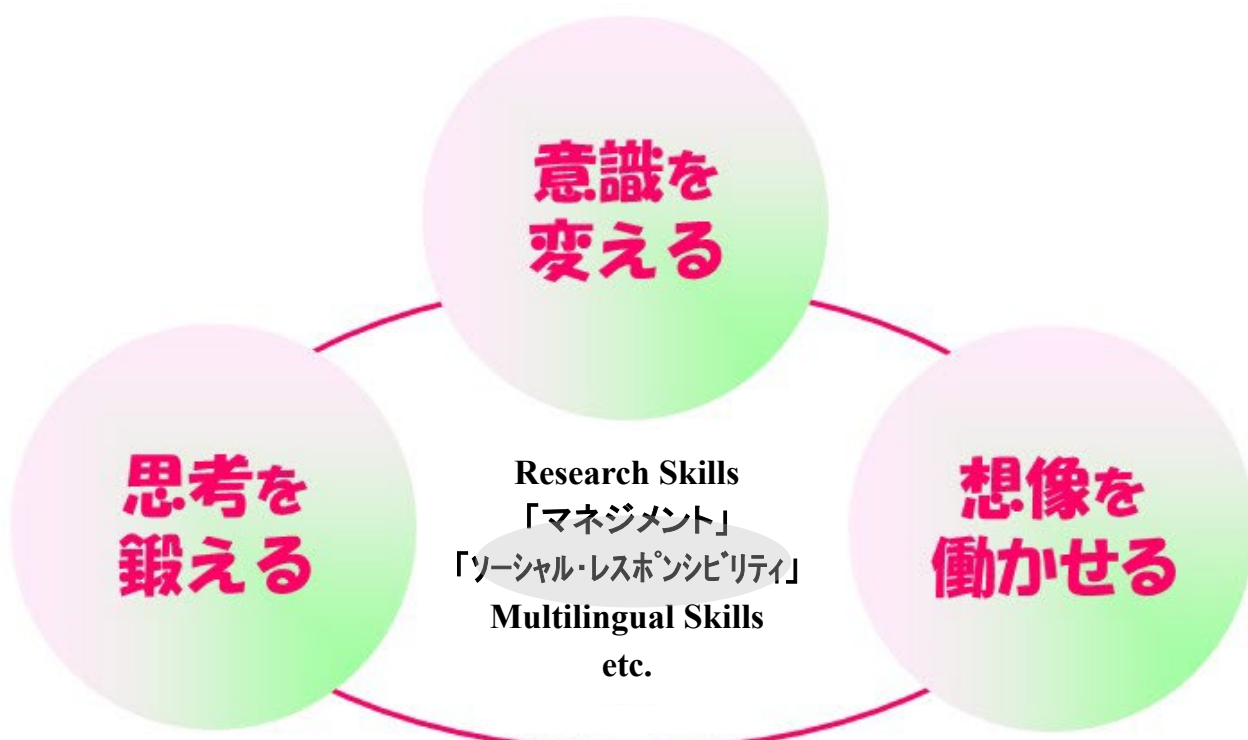 意識を
変える
思考を
鍛える
Research Skills
「マネジメント」
「ソーシャル・レスポンシビリティ」
Multilingual Skills
etc.
想像を
働かせる